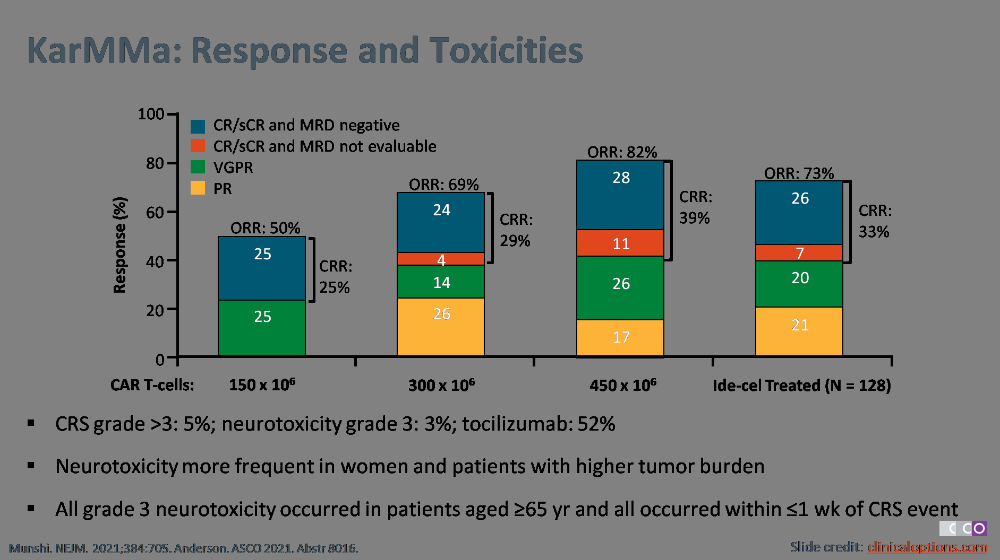 KarMMa: Response and Toxicities
100
80
60
40
20
0
Response (%)
CR/sCR and MRD negative
CR/sCR and MRD not evaluable
VGPR
PR
ORR: 50%
25
25
CRR:
25%
ORR: 69%
24
4
14
26
CRR:
29%
ORR: 82%
28
11
26
17
CRR:
39%
ORR: 73%
26
7
20
21
CRR:
33%
CAR T-cells: 150 x 10⁶ 300 x 10⁶ 450 x 10⁶ Ide-cel Treated (N = 128)
▪ CRS grade >3: 5%; neurotoxicity grade 3: 3%; tocilizumab: 52%
▪ Neurotoxicity more frequent in women and patients with higher tumor burden
▪ All grade 3 neurotoxicity occurred in patients aged ≥65 yr and all occurred within ≤1 wk of CRS event
CCO
Munshi. NEJM. 2021;384:705. Anderson. ASCO 2021. Abstr 8016.
Slide credit: clinicaloptions.com